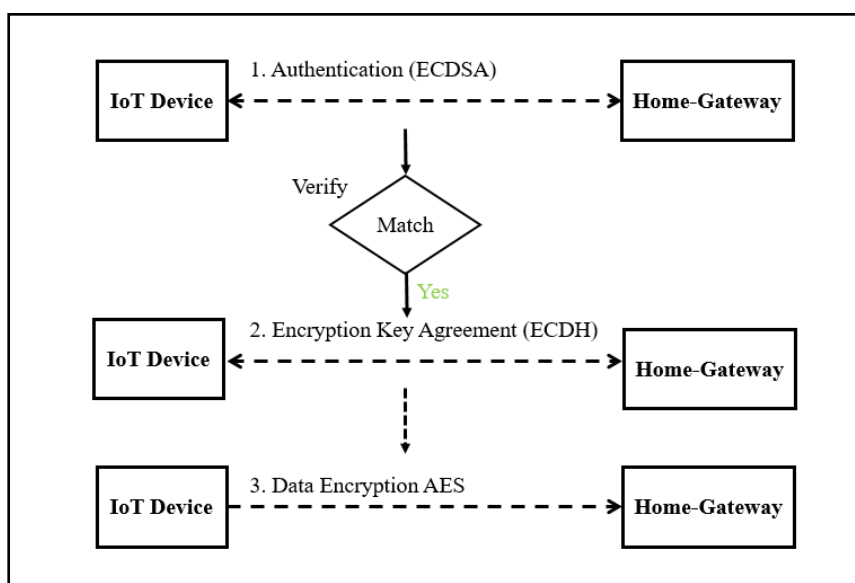 1. Authentication (ECDSA)
IoT Device
Home-Gateway
Verify
Match
Yes
2. Encryption Key Agreement (ECDH)
IoT Device
Home-Gateway
3. Data Encryption AES
IoT Device
Home-Gateway